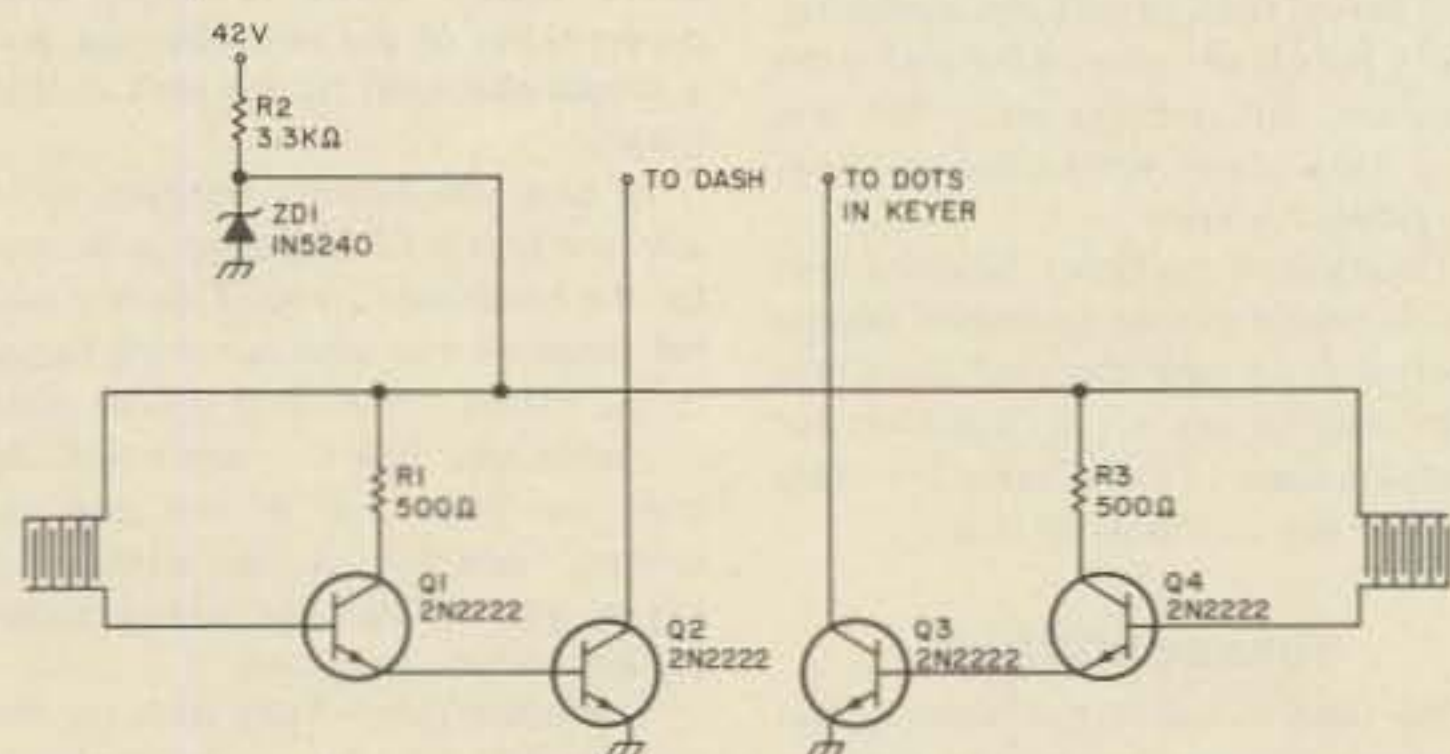 42V
R2
3.3KΩ
ZD1
IN5240
TO DASH
TO DOTS
IN KEYER
R1
500Ω
R3
500Ω
Q1
2N2222
Q2
2N2222
Q3
2N2222
Q4
2N2222